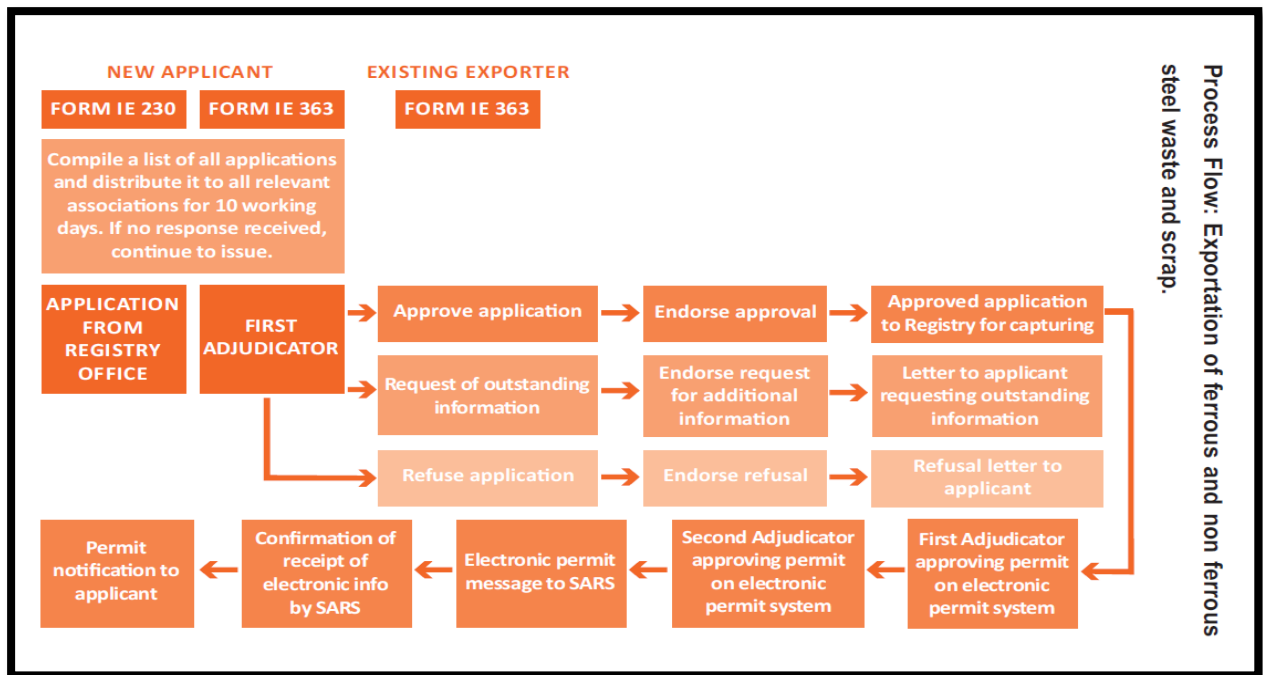 NEW APPLICANT
EXISTING EXPORTER
FORM IE 230
FORM IE 363
FORM IE 363
Compile a list of all applications
and distribute it to all relevant
associations for 10 working
days. If no response received,
continue to issue.
APPLICATION
FROM
REGISTRY
OFFICE
FIRST
ADJUDICATOR
Approve application
Endorse approval
Approved application
to Registry for capturing
Request of outstanding
information
Endorse request
for additional
information
Letter to applicant
requesting outstanding
information
Refuse application
Endorse refusal
Refusal letter to
applicant
Permit
notification to
applicant
Confirmation of
receipt of
electronic info
by SARS
Electronic permit
message to SARS
Second Adjudicator
approving permit
on electronic
permit system
First Adjudicator
approving permit
on electronic
permit system
Process Flow: Exportation of ferrous and non ferrous
steel waste and scrap.